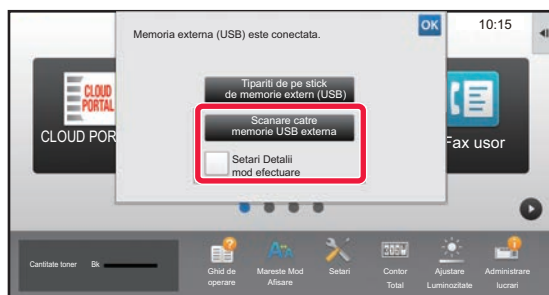 10:15
Memoria externa (USB) este conectata.
OK
Tipariti de pe stick
de memorie extern (USB)
Scanare catre
memorie USB externa
Setari Detalii
mod efectuare
CLOUD
PORTAL
CLOUD POR
Fax usor
Cantitate toner Bk
Ghid de
operare
Mareste Mod
Afisare
Setari
Contor
Total
Ajustare
Luminozitate
Administrare
lucrari